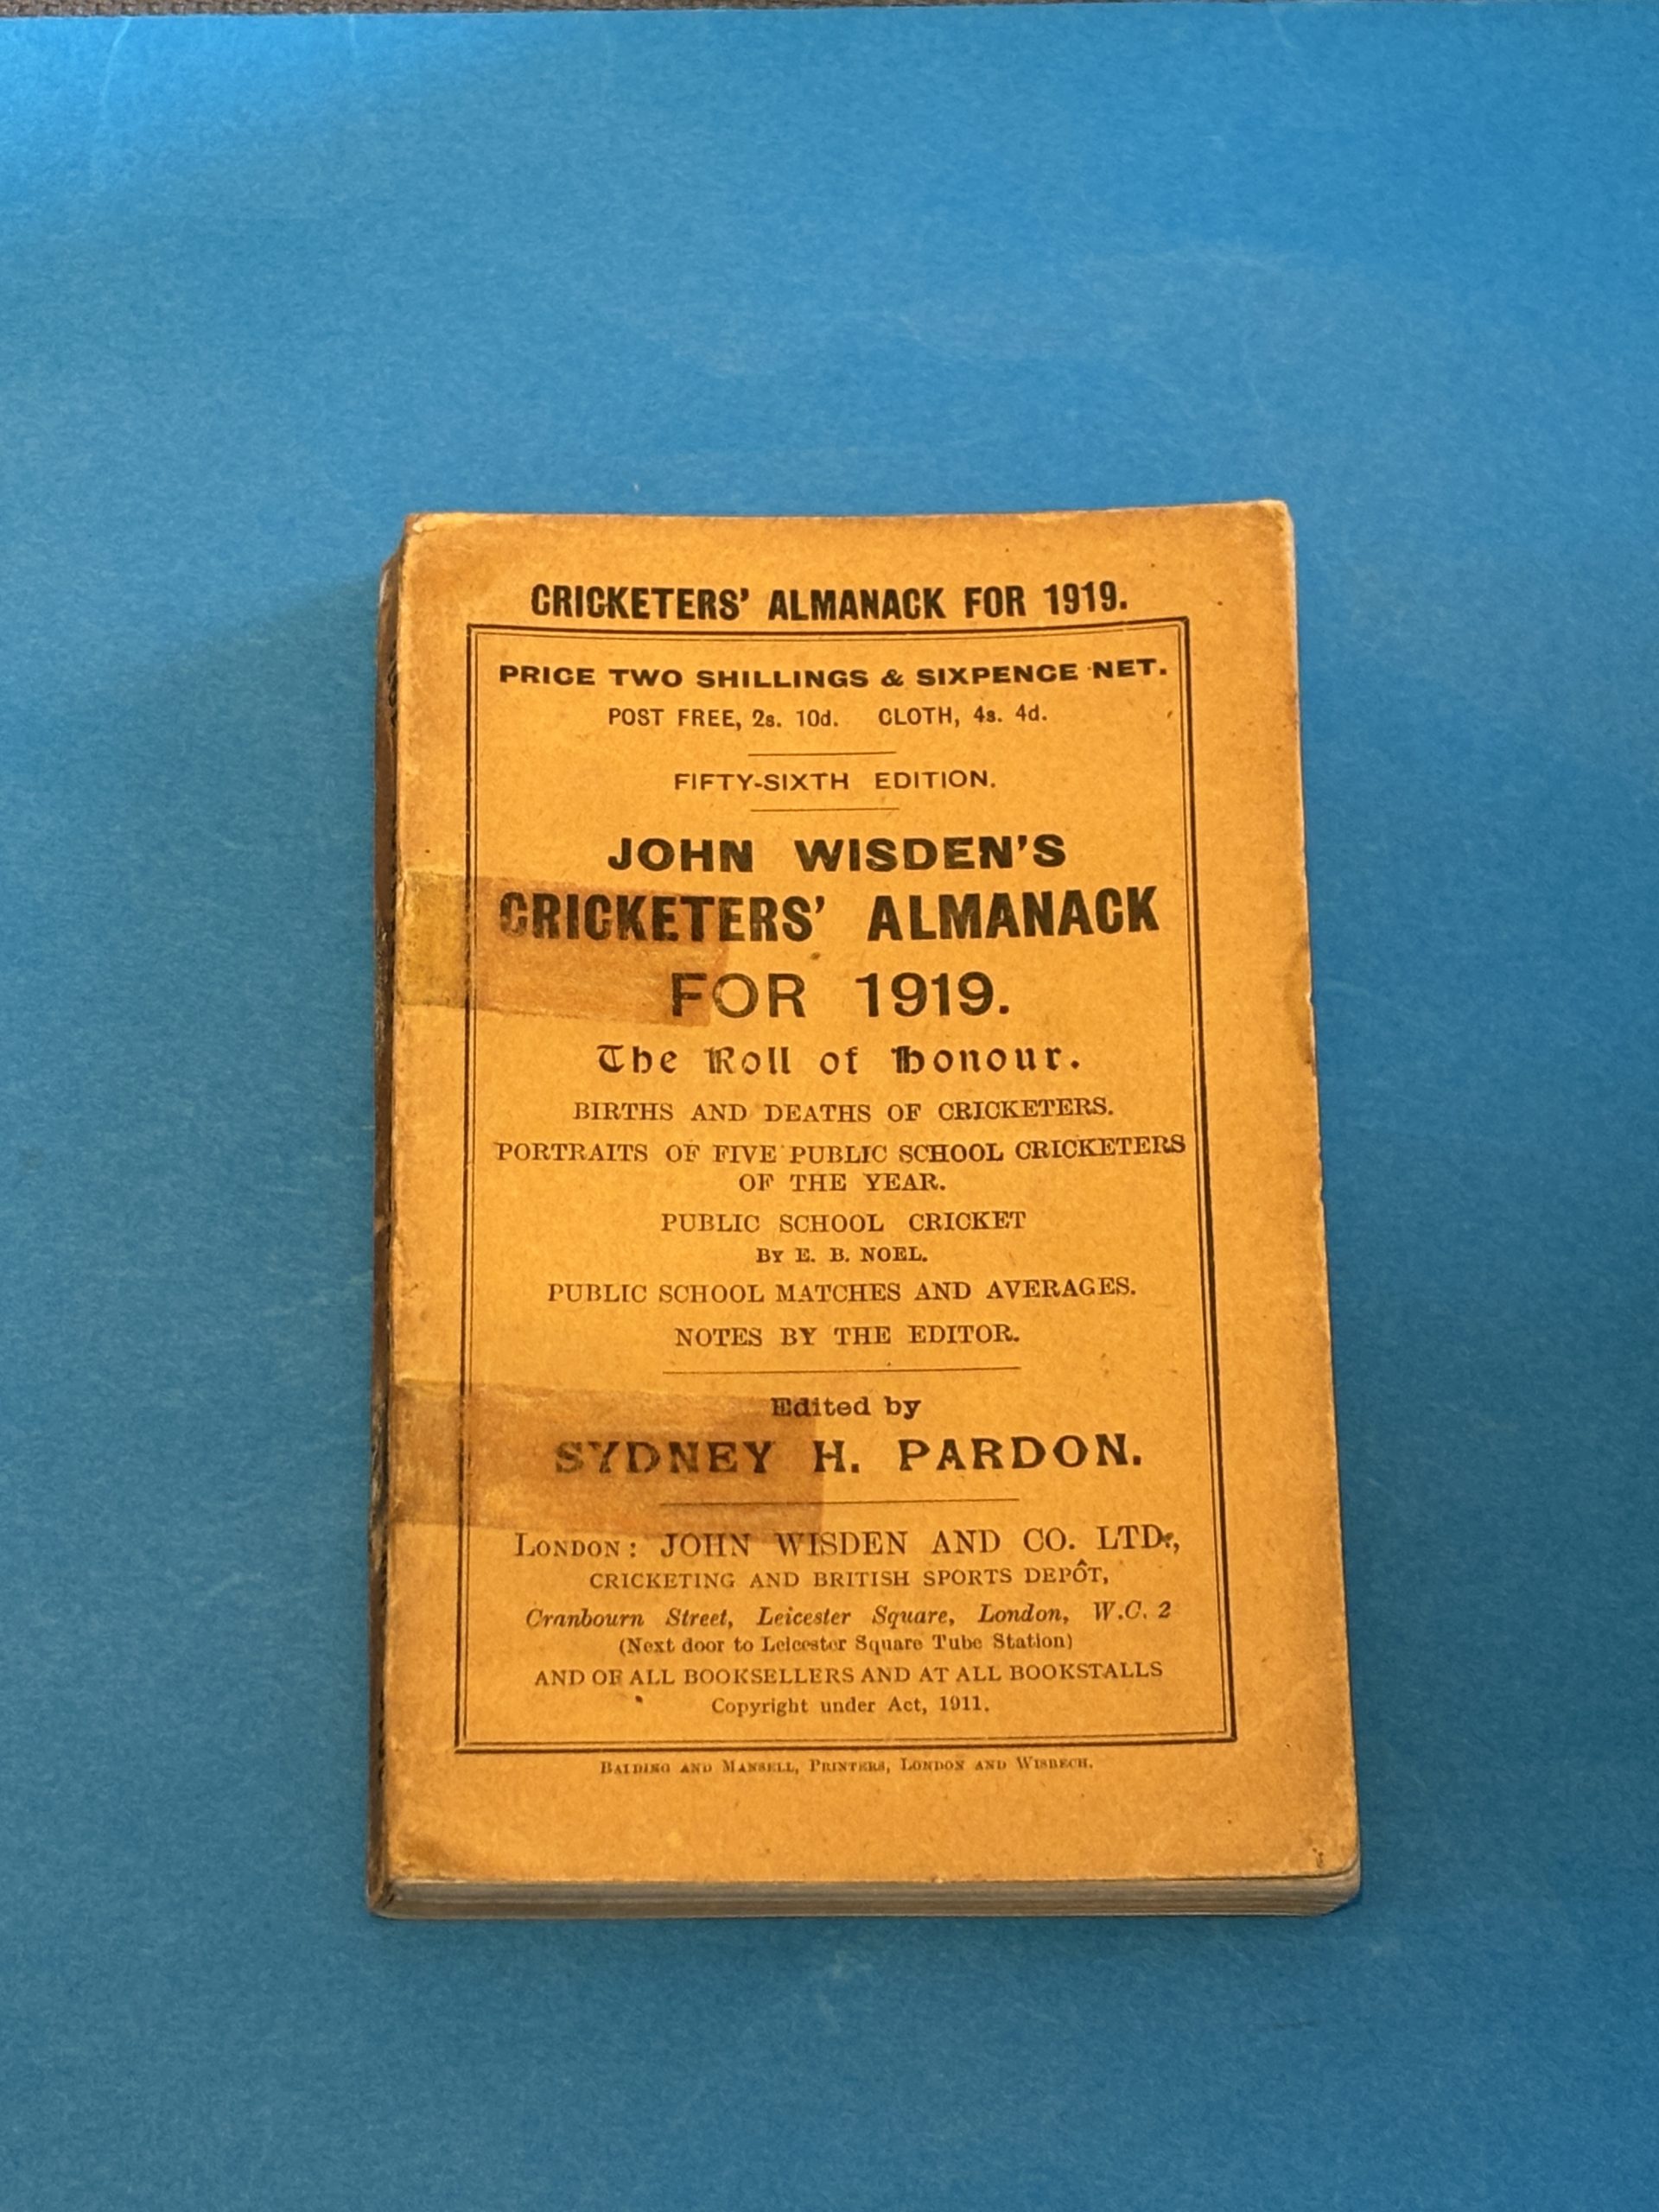 CRICKETERS' ALMANACK FOR 1919.
PRICE TWO SHILLINGS & SIXPENCE NET.
POST FREE, 2s. 10d. CLOTH, 4s. 4d.
FIFTY-SIXTH EDITION.
JOHN WISDEN'S
CRICKETERS' ALMANACK
FOR 1919.
The Roll of Honour.
BIRTHS AND DEATHS OF CRICKETERS.
PORTRAITS OF FIVE PUBLIC SCHOOL CRICKETERS
OF THE YEAR.
PUBLIC SCHOOL CRICKET
BY E. B. NOEL.
PUBLIC SCHOOL MATCHES AND AVERAGES.
NOTES BY THE EDITOR.
Edited by
SYDNEY H. PARDON.
LONDON: JOHN WISDEN AND CO. LTD.,
CRICKETING AND BRITISH SPORTS DEPÔT,
Cranbourn Street, Leicester Square, London, W.C. 2
(Next door to Leicester Square Tube Station)
AND OF ALL BOOKSELLERS AND AT ALL BOOKSTALLS
Copyright under Act, 1911.
BALDING AND MANSELL, PRINTERS, LONDON AND WISBECH.